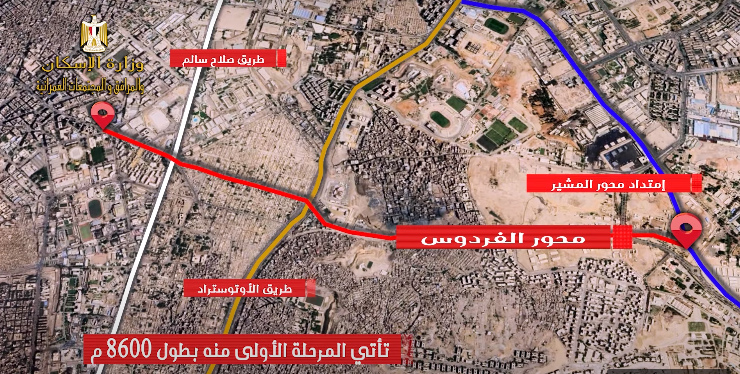 وزارة الإسكان
والمرافق والمجتمعات العمرانية
طريق صلاح سالم
إمتداد محور المشير
محور الفردوس
طريق الأوتوستراد
تأتي المرحلة الأولى منه بطول 8600 م